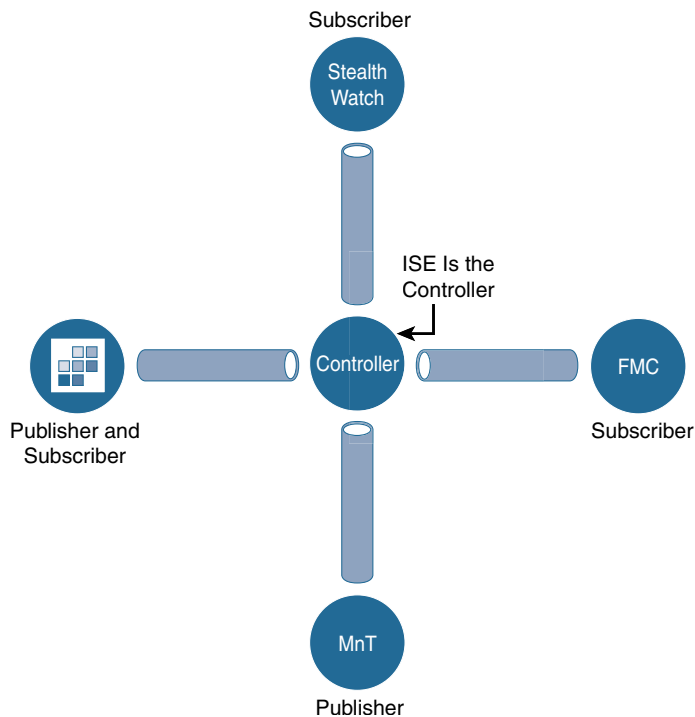 Subscriber
Stealth
Watch
ISE Is the
Controller
Controller
FMC
Publisher and
Subscriber
Subscriber
MnT
Publisher